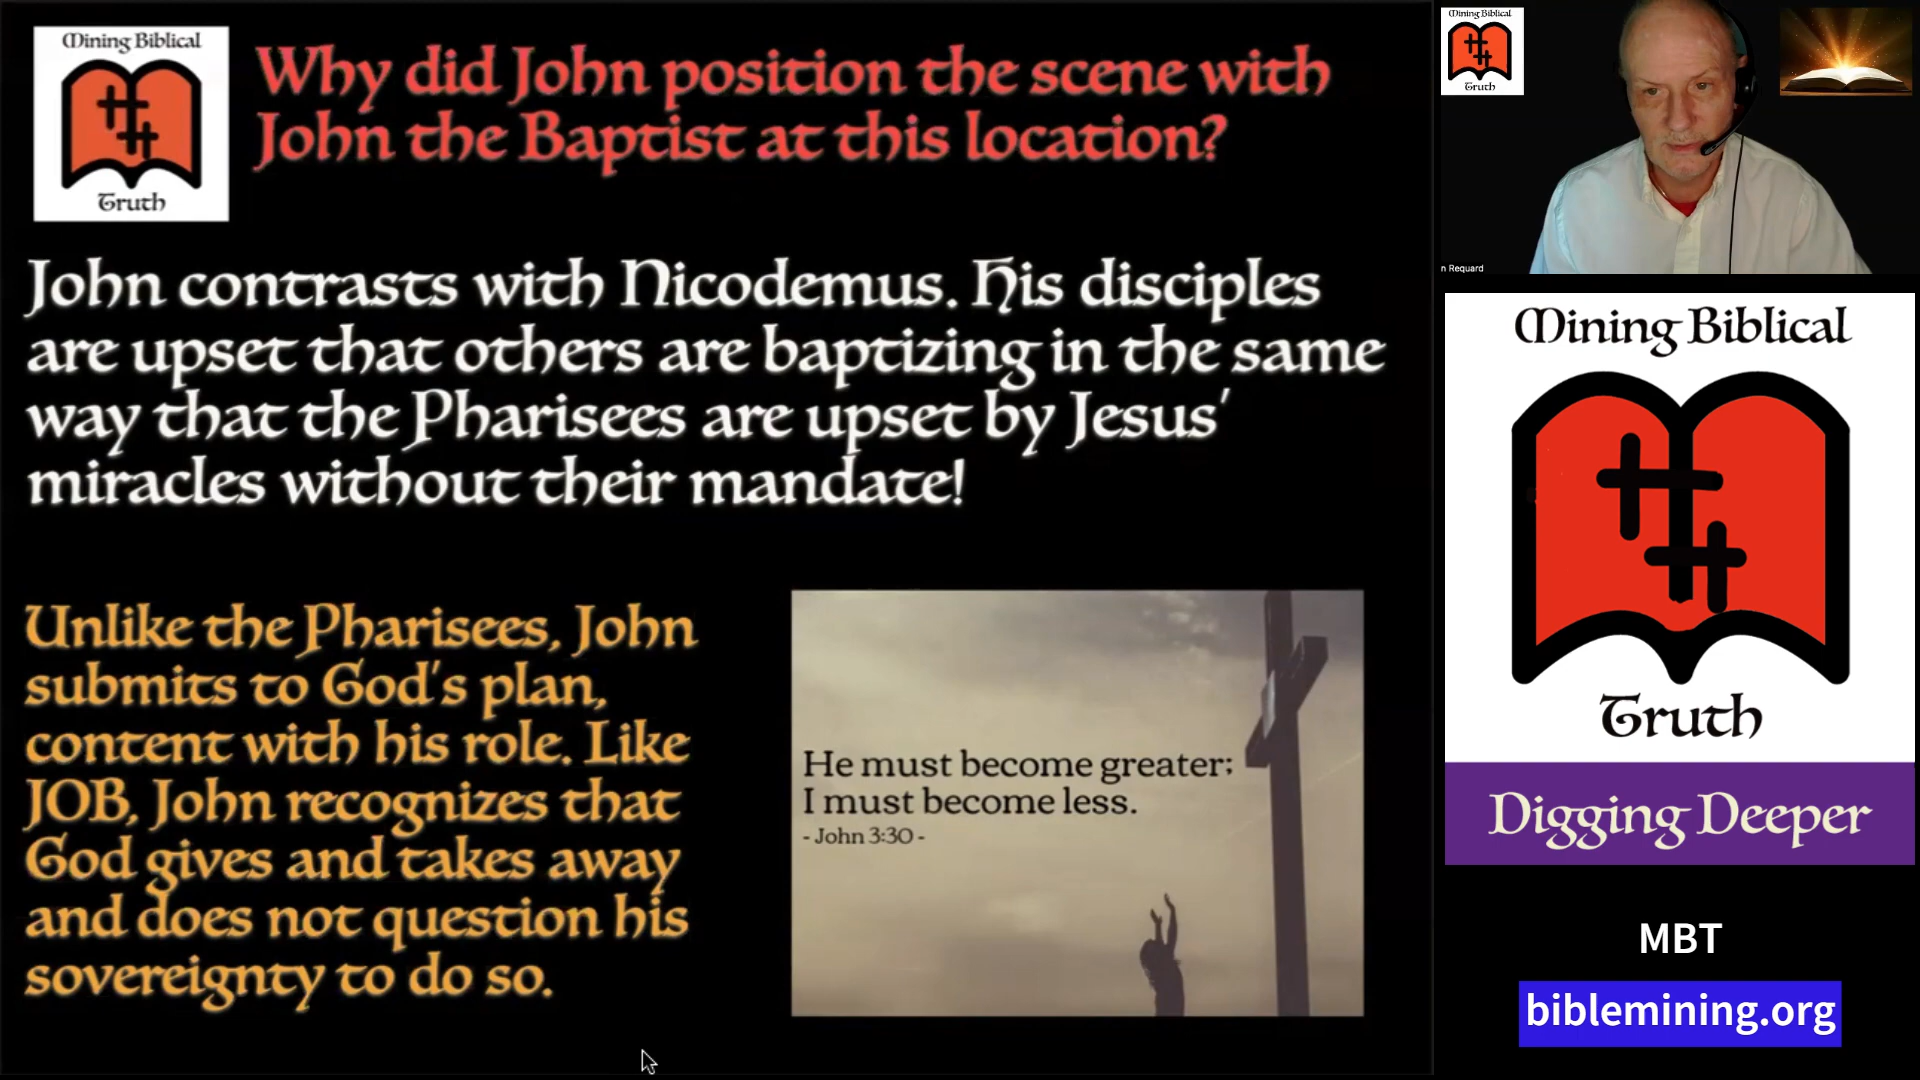 Mining Biblical
Truth
Why did John position the scene with
John the Baptist at this location?
John contrasts with Nicodemus. His disciples
are upset that others are baptizing in the same
way that the Pharisees are upset by Jesus'
miracles without their mandate!
Unlike the Pharisees, John
submits to God's plan,
content with his role. Like
JOB, John recognizes that
God gives and takes away
and does not question his
sovereignty to do so.
He must become greater;
I must become less.
- John 3:30 -
Mining Biblical
Truth
n Requard
Mining Biblical
Truth
Digging Deeper
MBT
biblemining.org